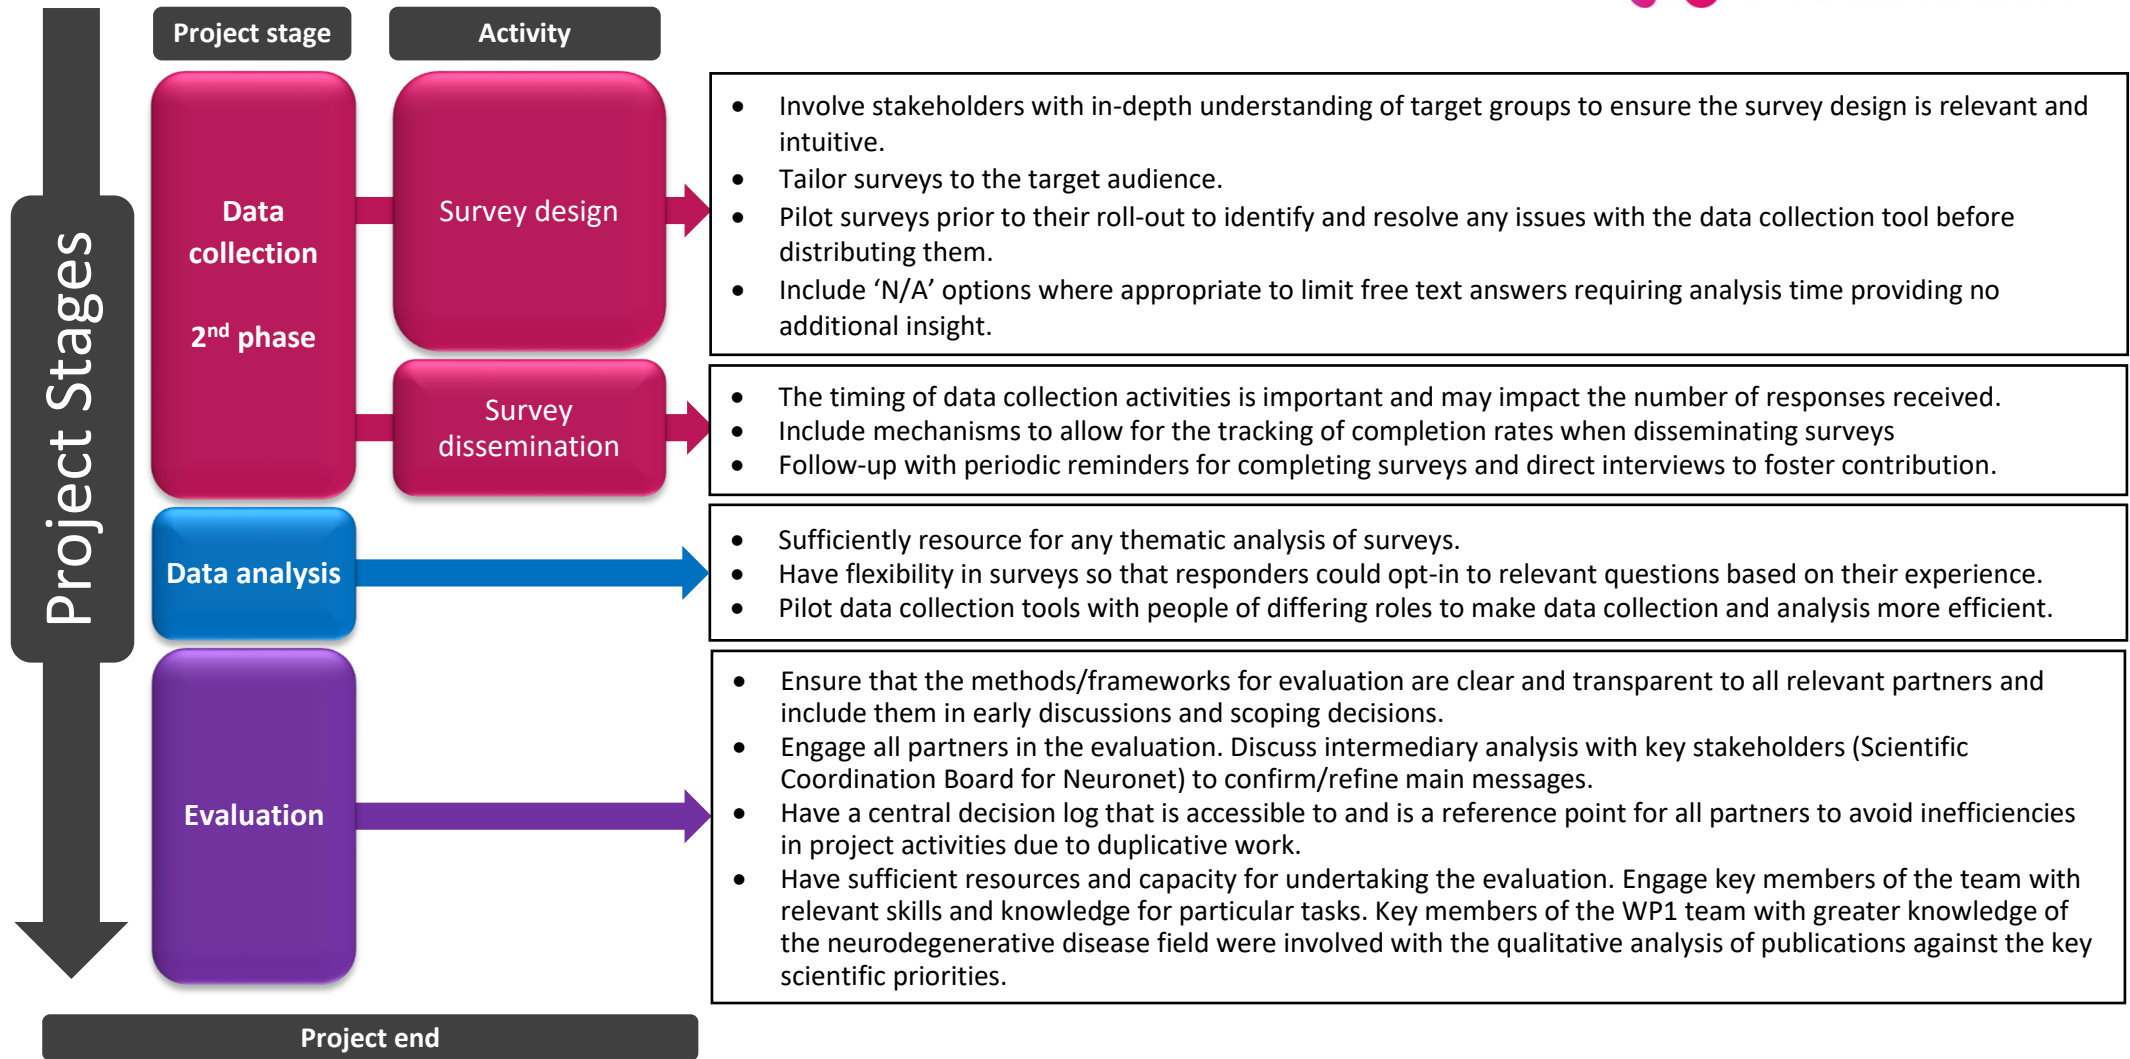 Project stage
Activity
Project Stages
Data
collection
2nd phase
Survey design
• Involve stakeholders with in-depth understanding of target groups to ensure the survey design is relevant and
intuitive.
• Tailor surveys to the target audience.
• Pilot surveys prior to their roll-out to identify and resolve any issues with the data collection tool before
distributing them.
• Include ‘N/A’ options where appropriate to limit free text answers requiring analysis time providing no
additional insight.
Survey
dissemination
• The timing of data collection activities is important and may impact the number of responses received.
• Include mechanisms to allow for the tracking of completion rates when disseminating surveys
• Follow-up with periodic reminders for completing surveys and direct interviews to foster contribution.
Data analysis
• Sufficiently resource for any thematic analysis of surveys.
• Have flexibility in surveys so that responders could opt-in to relevant questions based on their experience.
• Pilot data collection tools with people of differing roles to make data collection and analysis more efficient.
Evaluation
• Ensure that the methods/frameworks for evaluation are clear and transparent to all relevant partners and
include them in early discussions and scoping decisions.
• Engage all partners in the evaluation. Discuss intermediary analysis with key stakeholders (Scientific
Coordination Board for Neuronet) to confirm/refine main messages.
• Have a central decision log that is accessible to and is a reference point for all partners to avoid inefficiencies
in project activities due to duplicative work.
• Have sufficient resources and capacity for undertaking the evaluation. Engage key members of the team with
relevant skills and knowledge for particular tasks. Key members of the WP1 team with greater knowledge of
the neurodegenerative disease field were involved with the qualitative analysis of publications against the key
scientific priorities.
Project end